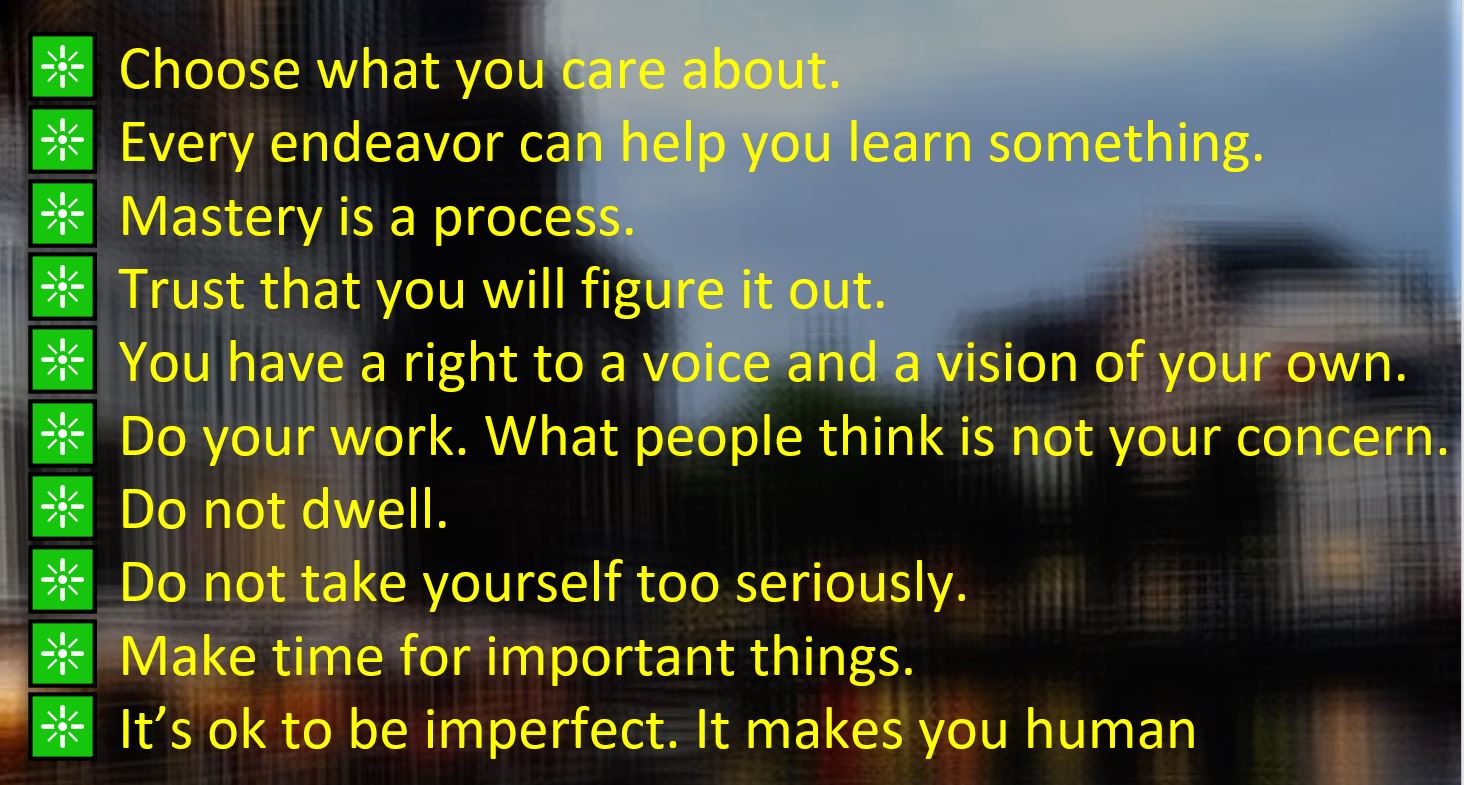 Choose what you care about.
Every endeavor can help you learn something.
Mastery is a process.
Trust that you will figure it out.
You have a right to a voice and a vision of your own.
Do your work. What people think is not your concern.
Do not dwell.
Do not take yourself too seriously.
Make time for important things.
It’s ok to be imperfect. It makes you human